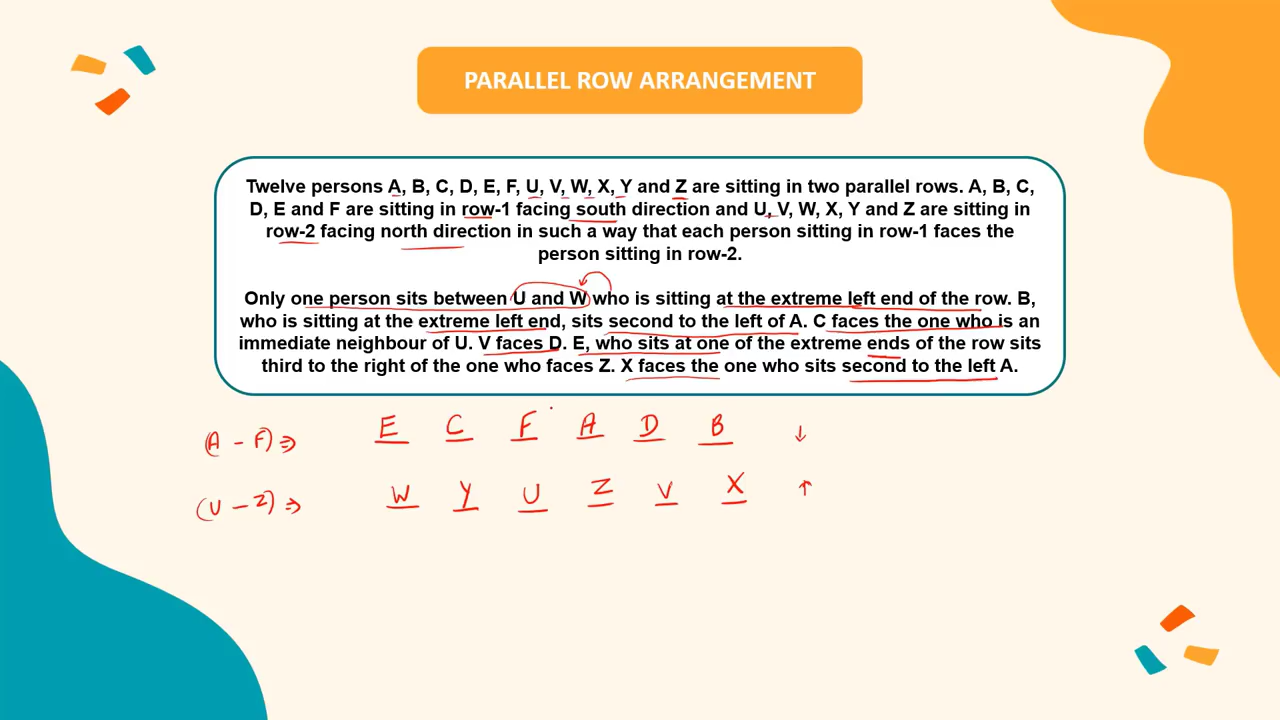 PARALLEL ROW ARRANGEMENT
Twelve persons A, B, C, D, E, F, U, V, W, X, Y and Z are sitting in two parallel rows. A, B, C,
D, E and F are sitting in row-1 facing south direction and U, V, W, X, Y and Z are sitting in
row-2 facing north direction in such a way that each person sitting in row-1 faces the
person sitting in row-2.
Only one person sits between U and W who is sitting at the extreme left end of the row. B,
who is sitting at the extreme left end, sits second to the left of A. C faces the one who is an
immediate neighbour of U. V faces D. E, who sits at one of the extreme ends of the row sits
third to the right of the one who faces Z. X faces the one who sits second to the left A.
(A - F) ⇒ E C F A D B ↓
(U - Z) ⇒ W Y U Z V X ↑